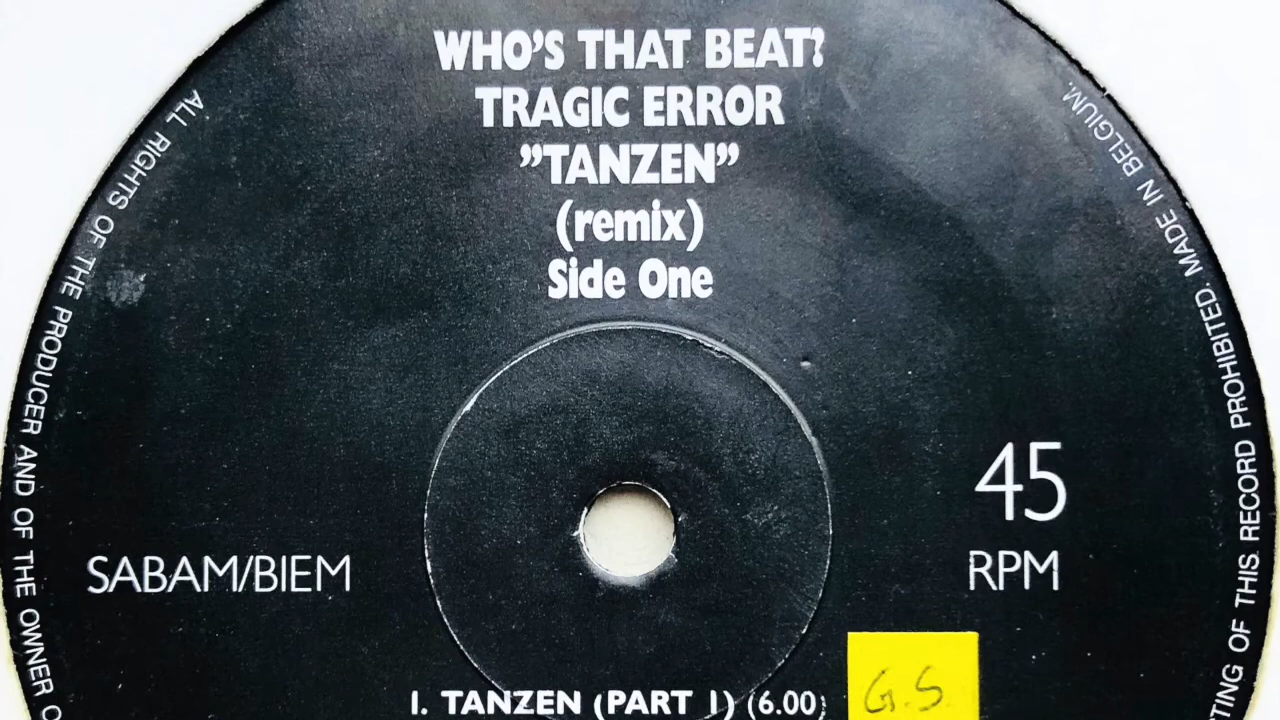 WHO'S THAT BEAT?
TRAGIC ERROR
”TANZEN”
(remix)
Side One
45
RPM
SABAM/BIEM
1. TANZEN (PART 1) (6.00)
G.S.
ALL RIGHTS OF THE PRODUCER AND OF THE OWNER
OF THIS RECORD PROHIBITED. MADE IN BELGIUM.